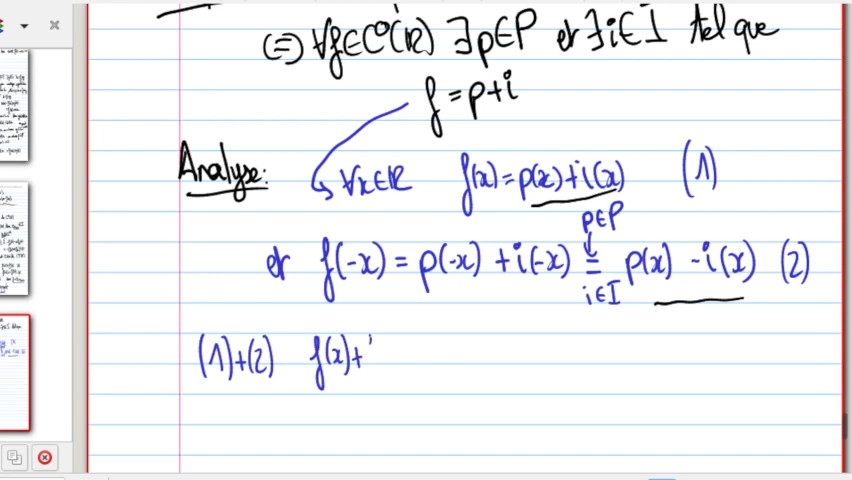 (=) ∀f∈C⁰(ℝ) ∃p∈P et ∃i∈I tel que
f = p+i
Analyse: ∀x∈ℝ f(x) = p(x)+i(x) (1)
p∈P
et f(-x) = p(-x) + i(-x) = p(x) -i(x) (2)
i∈I
(1)+(2) f(x)+